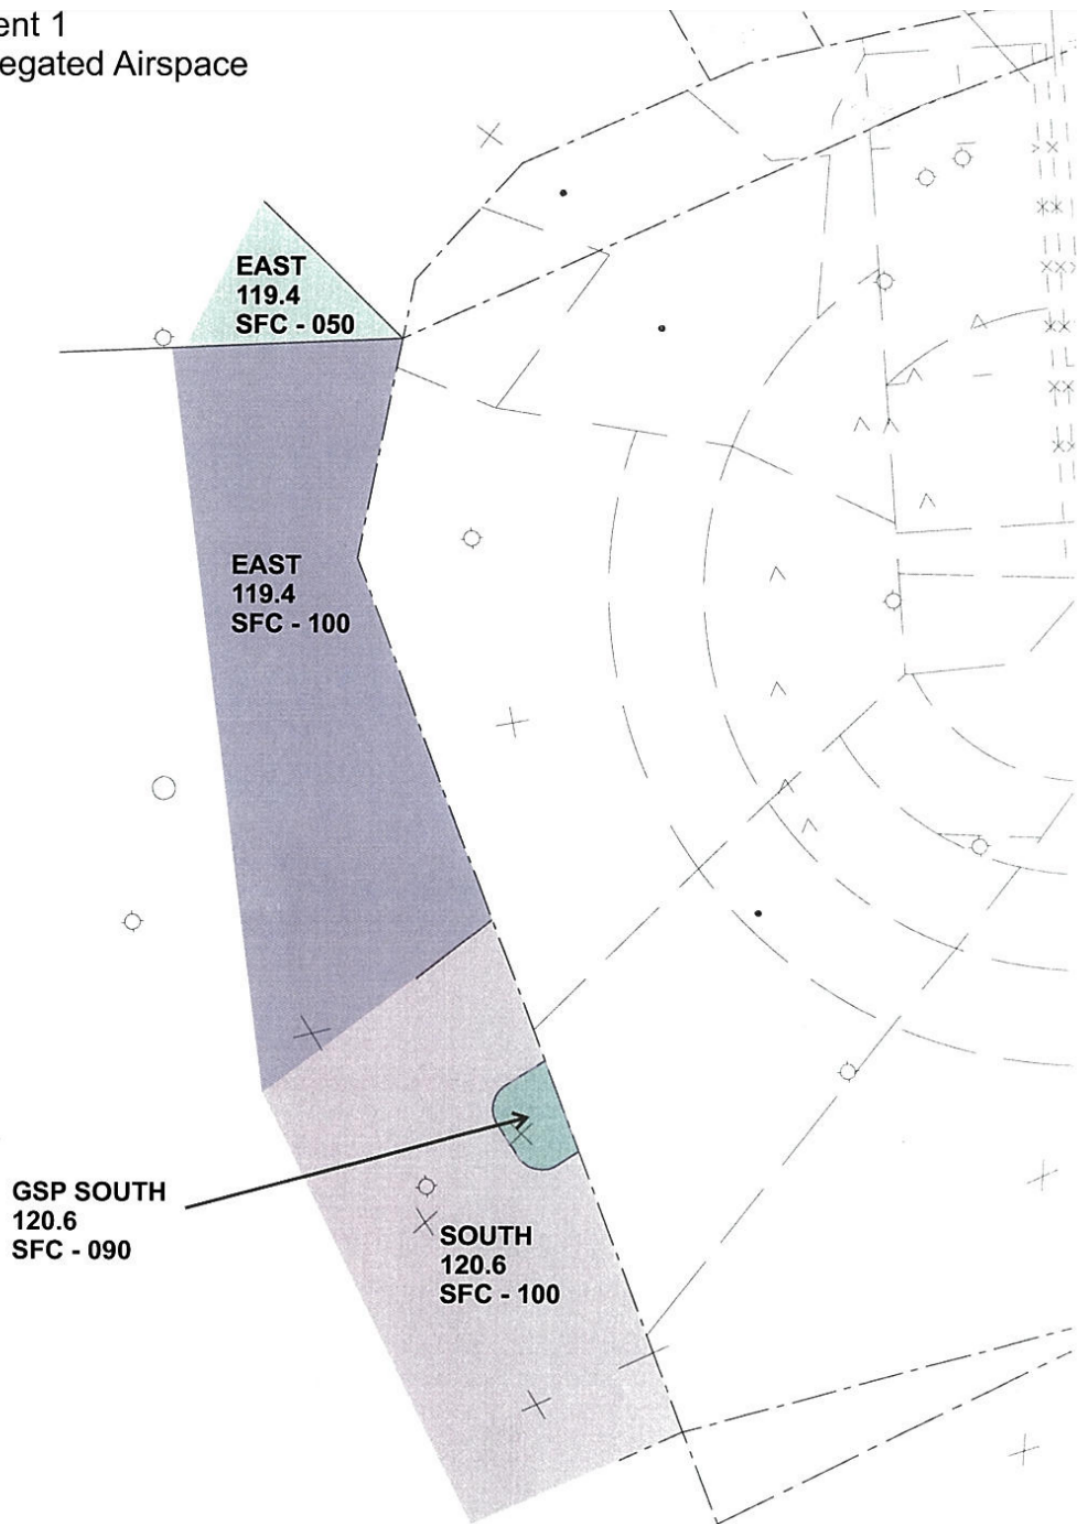 ent 1
egated Airspace
EAST
119.4
SFC - 050
EAST
119.4
SFC - 100
GSP SOUTH
120.6
SFC - 090
SOUTH
120.6
SFC - 100